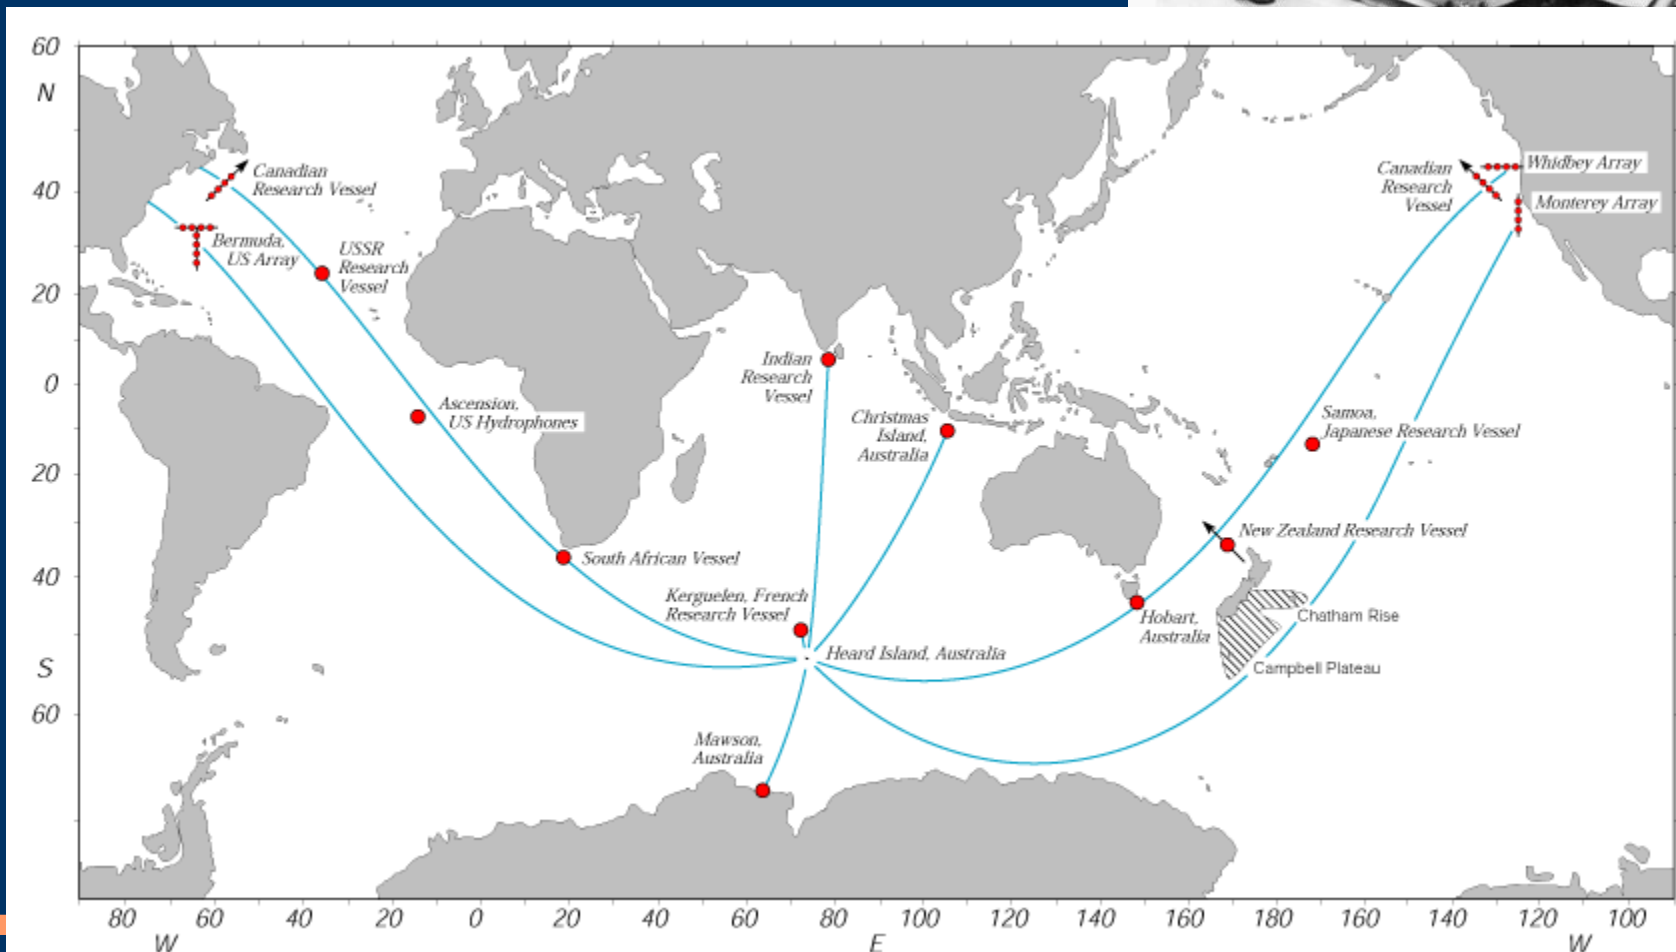 60
N
40
20
0
20
40
S
60
Canadian
Research Vessel
Bermuda,
US Array
USSR
Research
Vessel
Ascension,
US Hydrophones
South African Vessel
Indian
Research
Vessel
Christmas
Island,
Australia
Kerguelen, French
Research Vessel
Heard Island, Australia
Mawson,
Australia
Canadian
Research
Vessel
Whidbey Array
Monterey Array
Samoa,
Japanese Research Vessel
New Zealand Research Vessel
Hobart,
Australia
Chatham Rise
Campbell Plateau
80 60 40 20 0 20 40 60 80 100 120 140 160 180 160 140 120 100
W E W